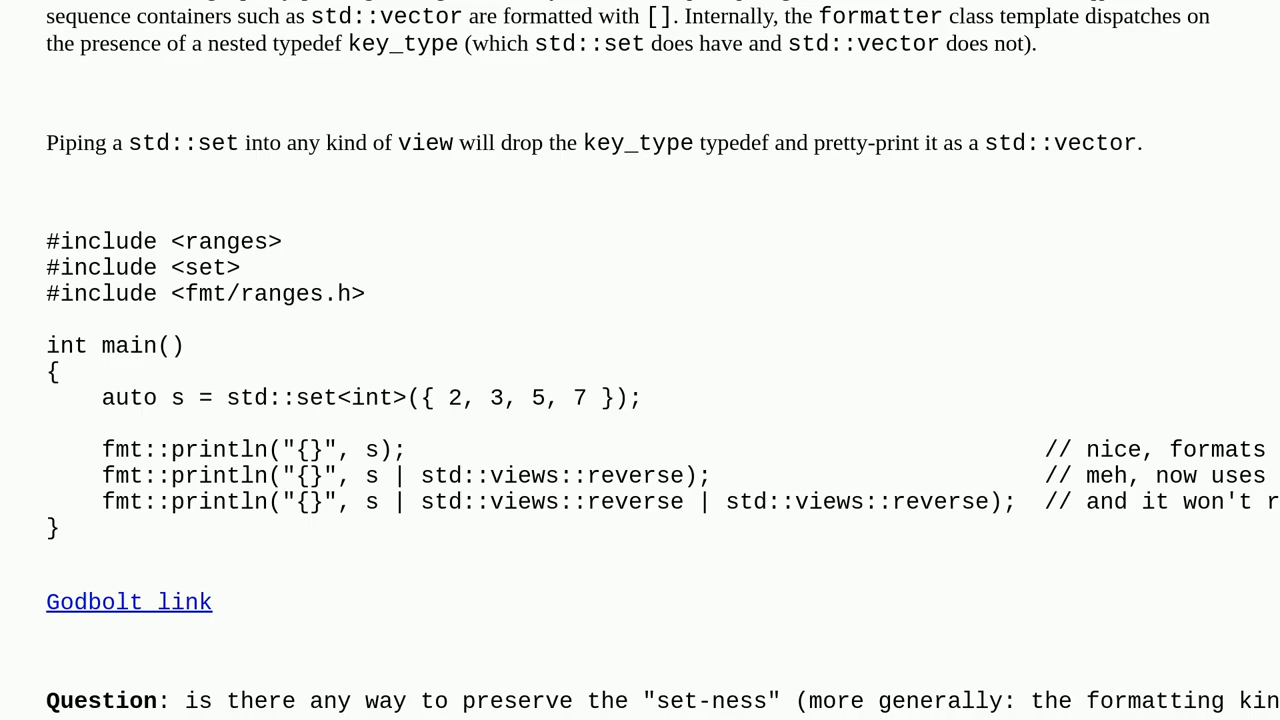 sequence containers such as std::vector are formatted with []. Internally, the formatter class template dispatches on
the presence of a nested typedef key_type (which std::set does have and std::vector does not).
Piping a std::set into any kind of view will drop the key_type typedef and pretty-print it as a std::vector.
#include <ranges>
#include <set>
#include <fmt/ranges.h>
int main()
{
    auto s = std::set<int>({ 2, 3, 5, 7 });
    fmt::println("{}", s);                                              // nice, formats
    fmt::println("{}", s | std::views::reverse);                        // meh, now uses
    fmt::println("{}", s | std::views::reverse | std::views::reverse);  // and it won't r
}
Godbolt link
Question: is there any way to preserve the "set-ness" (more generally: the formatting kin